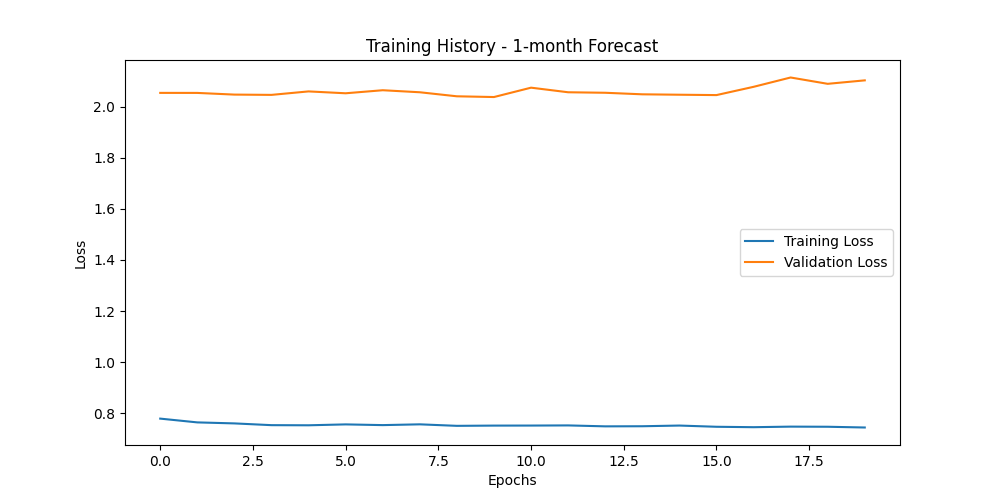 Training History - 1-month Forecast
Loss
2.0
1.8
1.6
1.4
1.2
1.0
0.8
Training Loss
Validation Loss
0.0 2.5 5.0 7.5 10.0 12.5 15.0 17.5
Epochs